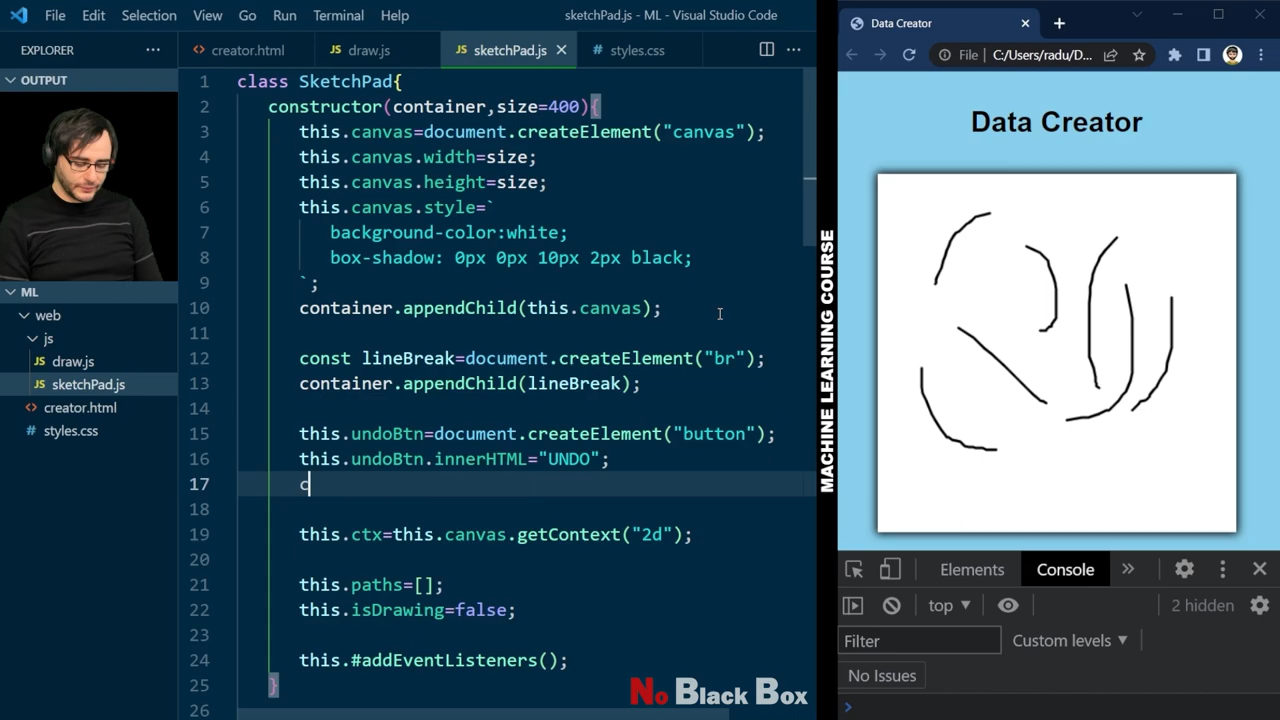 File Edit Selection View Go Run Terminal Help
sketchPad.js - ML - Visual Studio Code
EXPLORER
OUTPUT
ML
web
js
JS draw.js
JS sketchPad.js
<> creator.html
styles.css
<> creator.html
JS draw.js
JS sketchPad.js
styles.css
1 class SketchPad{
2 constructor(container,size=400){
3 this.canvas=document.createElement("canvas");
4 this.canvas.width=size;
5 this.canvas.height=size;
6 this.canvas.style=`
7 background-color:white;
8 box-shadow: 0px 0px 10px 2px black;
9 `;
10 container.appendChild(this.canvas);
11
12 const lineBreak=document.createElement("br");
13 container.appendChild(lineBreak);
14
15 this.undoBtn=document.createElement("button");
16 this.undoBtn.innerHTML="UNDO";
17 c
18
19 this.ctx=this.canvas.getContext("2d");
20
21 this.paths=[];
22 this.isDrawing=false;
23
24 this.#addEventListeners();
25 }
26
No Black Box
MACHINE LEARNING COURSE
Data Creator
File C:/Users/radu/D...
Data Creator
Elements Console
top
2 hidden
Filter
Custom levels
No Issues